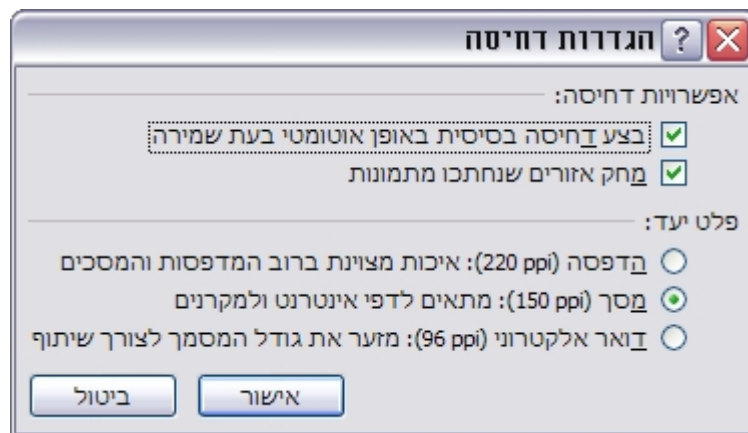 הגדרות דחיסה
אפשרויות דחיסה:
בצע דחיסה בסיסית באופן אוטומטי בעת שמירה
מחק אזורים שנחתכו מתמונות
פלט יעד:
הדפסה (220 ppi): איכות מצוינת ברוב המדפסות והמסכים
מסך (150 ppi): מתאים לדפי אינטרנט ולמקרנים
דואר אלקטרוני (96 ppi): מזער את גודל המסמך לצורך שיתוף
אישור ביטול